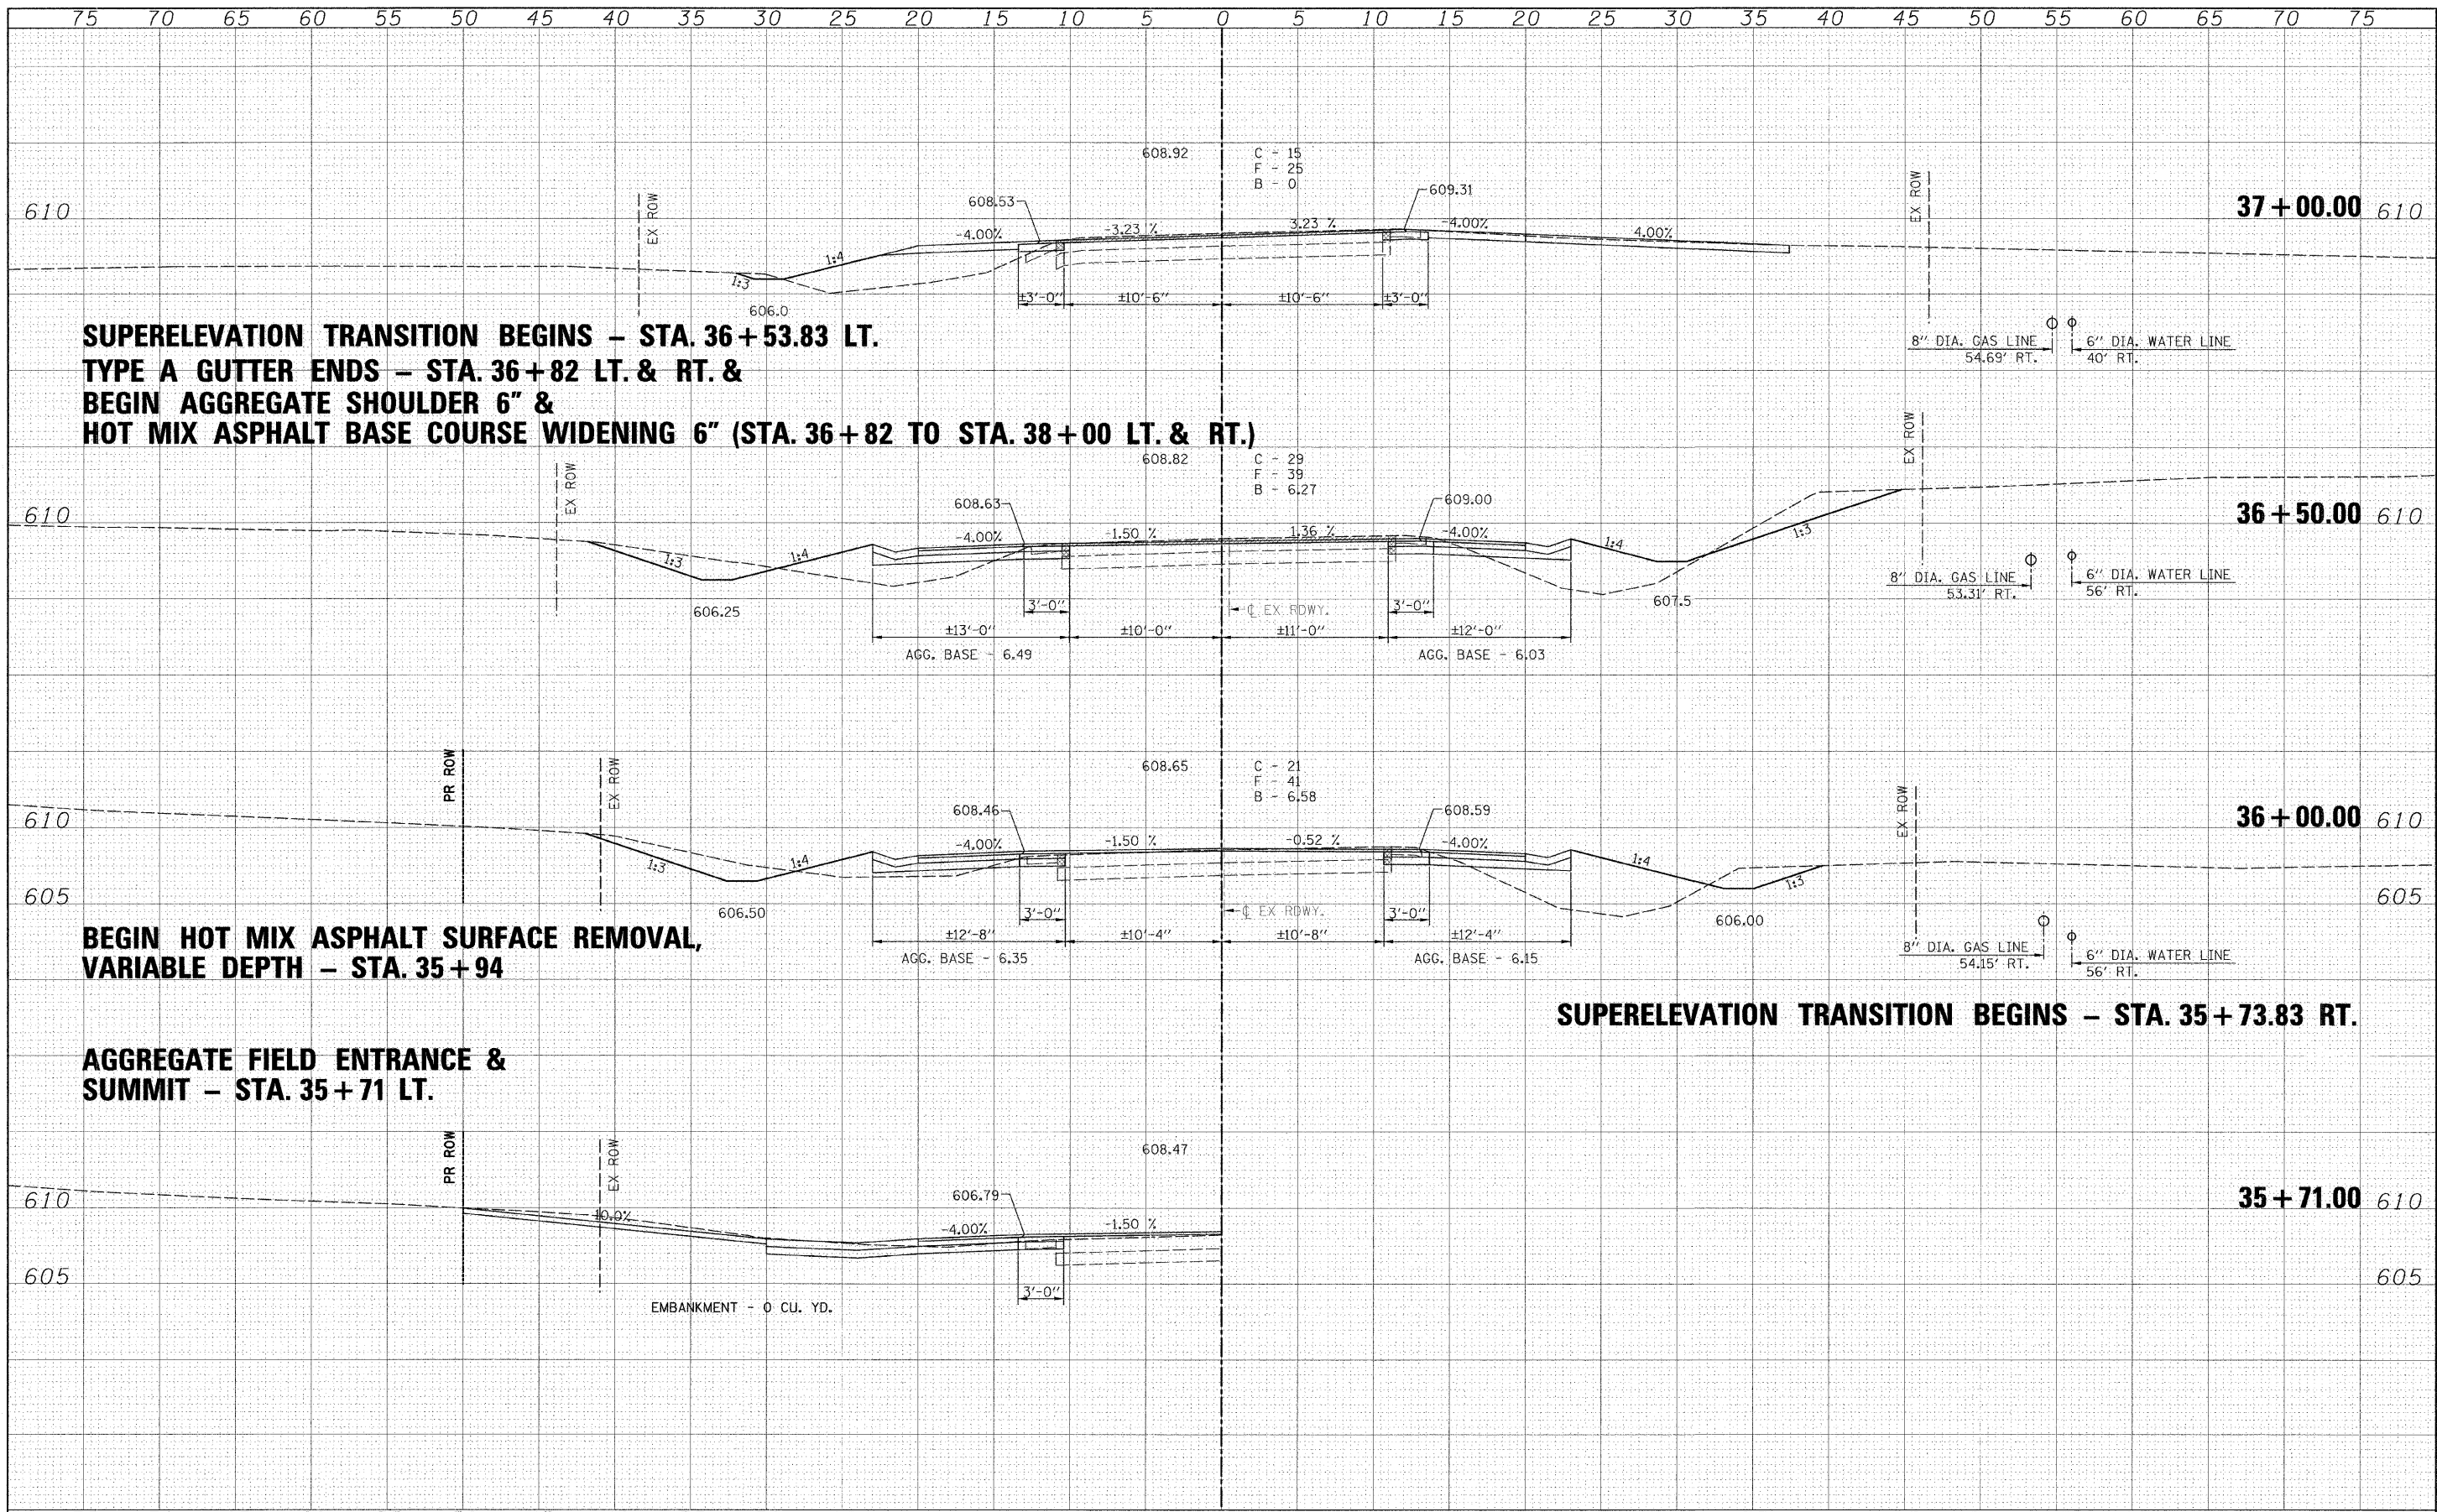 75 70 65 60 55 50 45 40 35 30 25 20 15 10 5 0 5 10 15 20 25 30 35 40 45 50 55 60 65 70 75
608.92
C - 15
F - 25
B - 0
EX ROW
EX ROW
37+00.00
610
610
608.53
609.31
-4.00%
-3.23 %
3.23 %
-4.00%
4.00%
1:4
1:3
606.0
±3'-0"
±10'-6"
±10'-6"
±3'-0"
8" DIA. GAS LINE
54.69' RT.
6" DIA. WATER LINE
40' RT.
SUPERELEVATION TRANSITION BEGINS – STA. 36+53.83 LT.
TYPE A GUTTER ENDS – STA. 36+82 LT. & RT. &
BEGIN AGGREGATE SHOULDER 6" &
HOT MIX ASPHALT BASE COURSE WIDENING 6" (STA. 36+82 TO STA. 38+00 LT. & RT.)
608.82
C - 29
F - 39
B - 6.27
EX ROW
EX ROW
36+50.00
610
610
608.63
609.00
-4.00%
-1.50 %
1.36 %
-4.00%
1:3
1:4
1:4
1:3
606.25
607.5
3'-0"
℄ EX RDWY.
3'-0"
±13'-0"
±10'-0"
±11'-0"
±12'-0"
AGG. BASE - 6.49
AGG. BASE - 6.03
8" DIA. GAS LINE
53.31' RT.
6" DIA. WATER LINE
56' RT.
PR ROW
EX ROW
608.65
C - 21
F - 41
B - 6.58
EX ROW
36+00.00
610
610
608.46
608.59
-4.00%
-1.50 %
-0.52 %
-4.00%
1:3
1:4
1:4
1:3
605
605
606.50
606.00
3'-0"
℄ EX RDWY.
3'-0"
±12'-8"
±10'-4"
±10'-8"
±12'-4"
AGG. BASE - 6.35
AGG. BASE - 6.15
8" DIA. GAS LINE
54.15' RT.
6" DIA. WATER LINE
56' RT.
BEGIN HOT MIX ASPHALT SURFACE REMOVAL,
VARIABLE DEPTH – STA. 35+94
SUPERELEVATION TRANSITION BEGINS – STA. 35+73.83 RT.
AGGREGATE FIELD ENTRANCE &
SUMMIT – STA. 35+71 LT.
PR ROW
EX ROW
608.47
35+71.00
610
610
606.79
10.0%
-4.00%
-1.50 %
605
605
3'-0"
EMBANKMENT - 0 CU. YD.